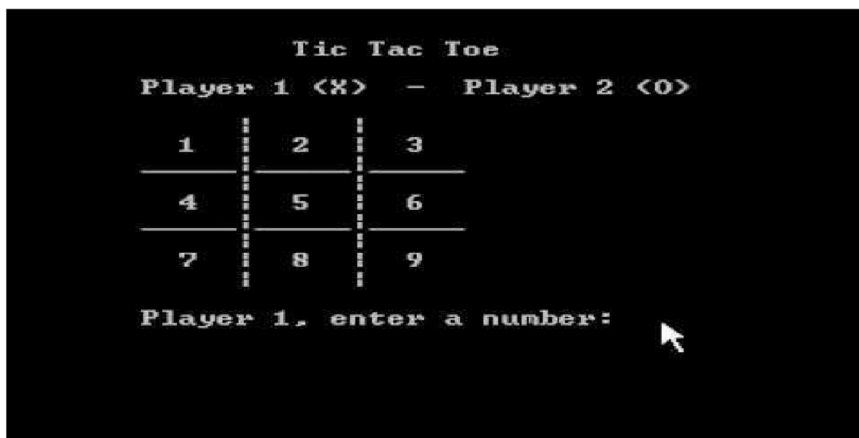 Tic Tac Toe
Player 1 (X) - Player 2 (O)
1 | 2 | 3
4 | 5 | 6
7 | 8 | 9
Player 1, enter a number: